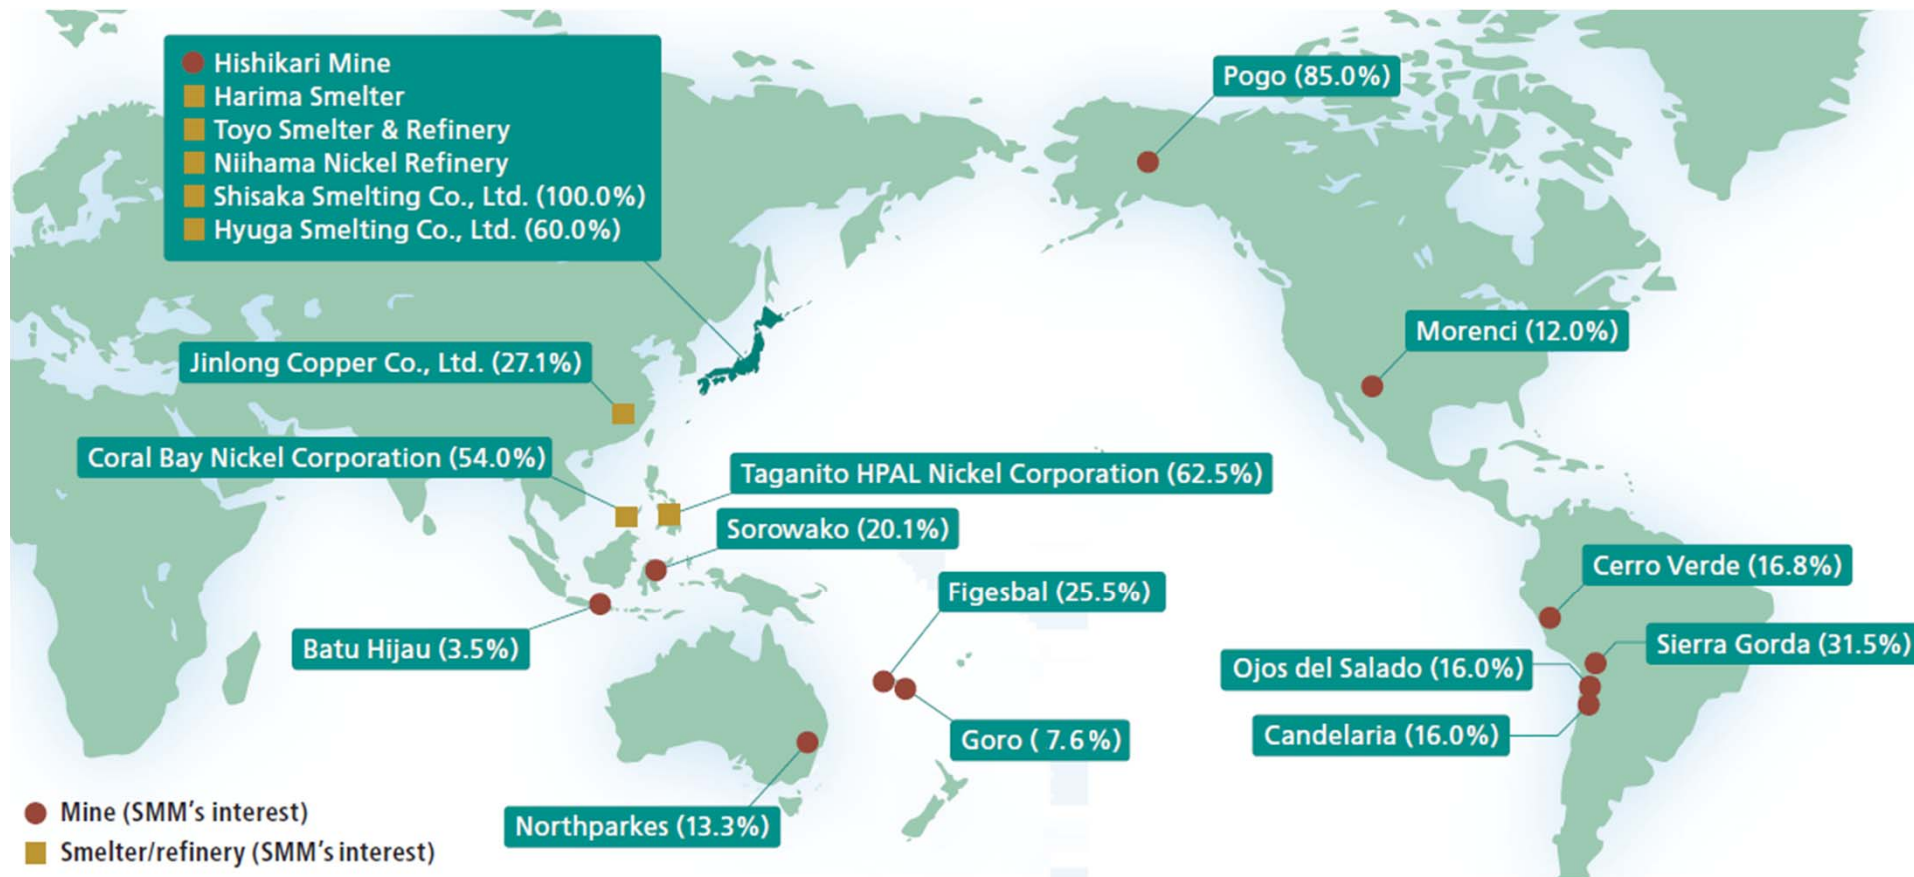 Hishikari Mine
Harima Smelter
Toyo Smelter & Refinery
Niihama Nickel Refinery
Shisaka Smelting Co., Ltd. (100.0%)
Hyuga Smelting Co., Ltd. (60.0%)
Pogo (85.0%)
Morenci (12.0%)
Jinlong Copper Co., Ltd. (27.1%)
Coral Bay Nickel Corporation (54.0%)
Taganito HPAL Nickel Corporation (62.5%)
Sorowako (20.1%)
Cerro Verde (16.8%)
Figesbal (25.5%)
Batu Hijau (3.5%)
Sierra Gorda (31.5%)
Ojos del Salado (16.0%)
Goro ( 7.6%)
Candelaria (16.0%)
Northparkes (13.3%)
Mine (SMM's interest)
Smelter/refinery (SMM's interest)